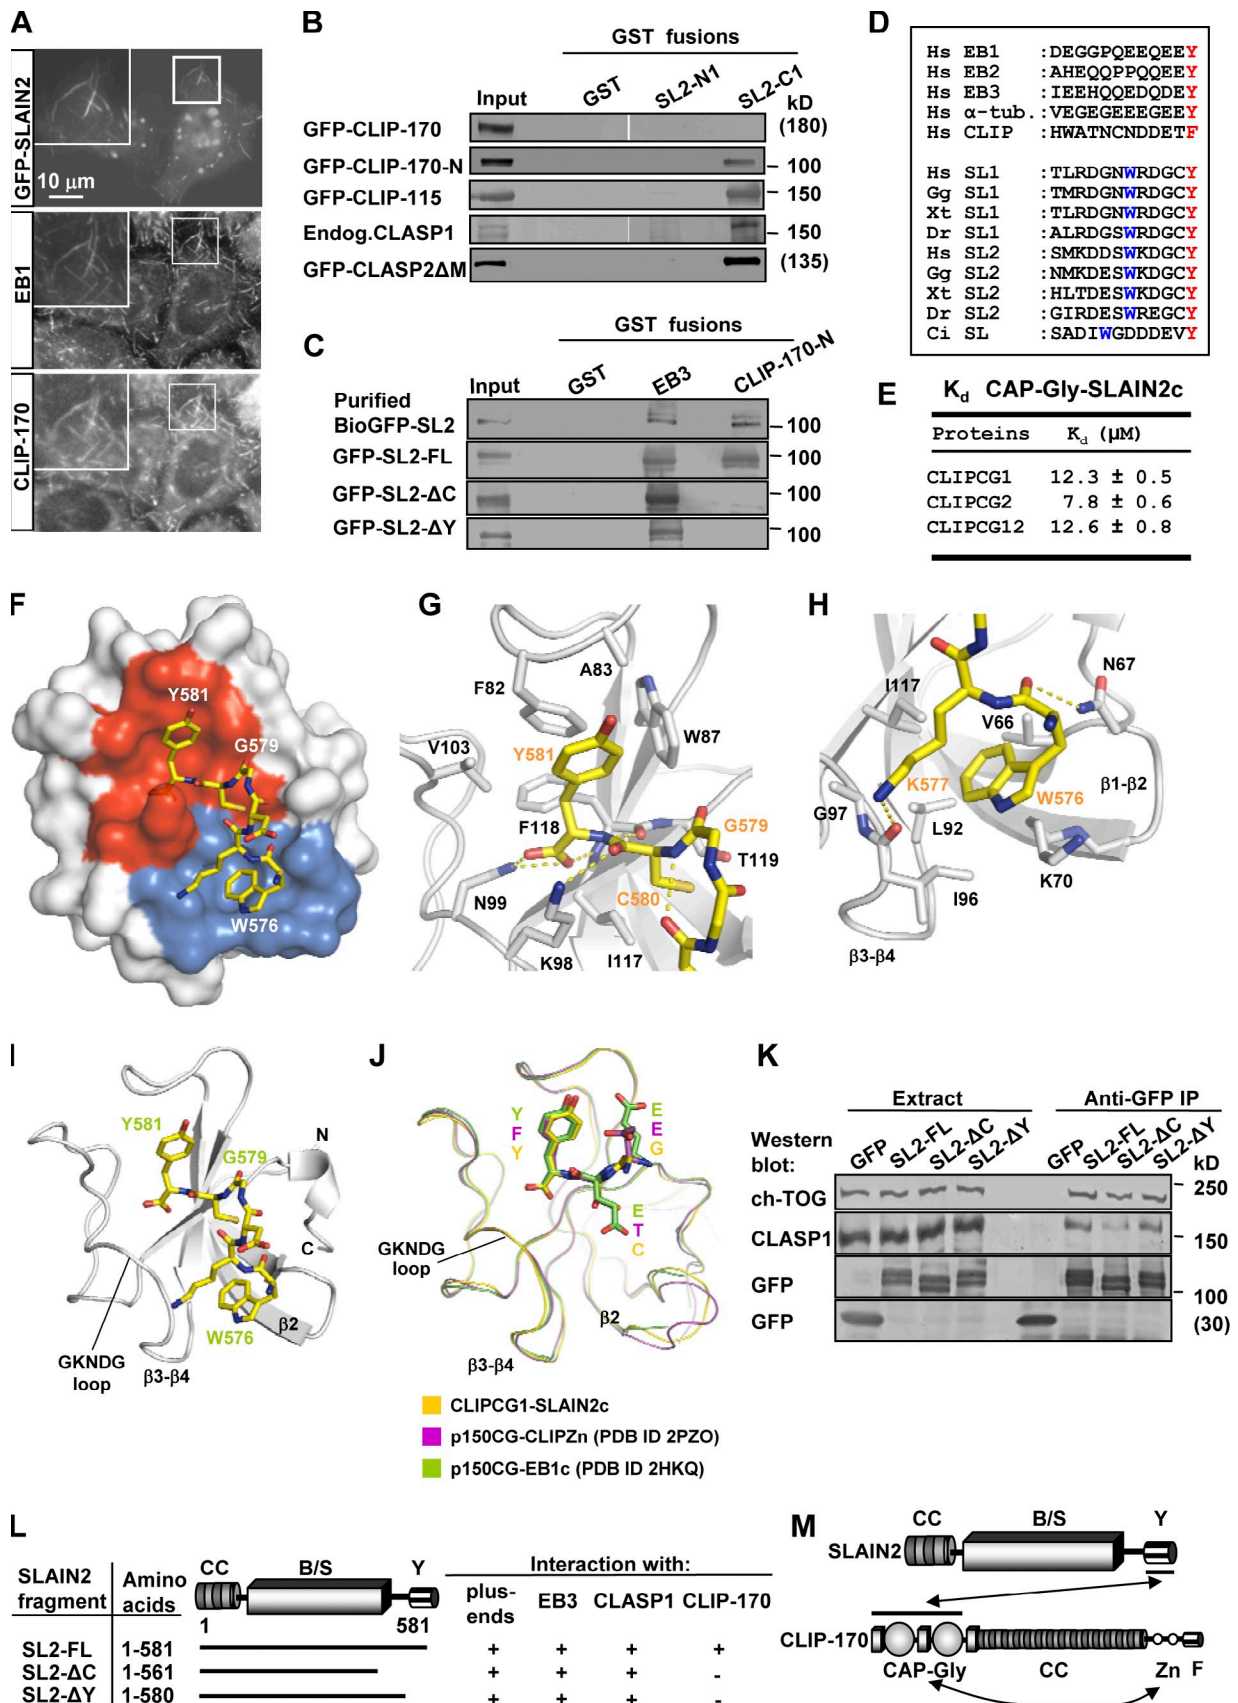 A
GFP-SLAIN2
10 µm
EB1
CLIP-170
B
GST fusions
Input GST SL2-N1 SL2-C1 kD
GFP-CLIP-170 (180)
GFP-CLIP-170-N 100
GFP-CLIP-115 150
Endog.CLASP1 150
GFP-CLASP2ΔM (135)
C
GST fusions
Input GST EB3 CLIP-170-N
Purified
BioGFP-SL2 100
GFP-SL2-FL 100
GFP-SL2-ΔC 100
GFP-SL2-ΔY 100
D
Hs EB1 :DEGGPQEEQEEY
Hs EB2 :AHEQQPPQQEEY
Hs EB3 :IEEHQQEDQDEY
Hs α-tub.:VEGEGEEEGEEY
Hs CLIP :HWATNCNDDETF
Hs SL1 :TLRDGNWRDGCY
Gg SL1 :TMRDGNWRDGCY
Xt SL1 :TLRDGNWRDGCY
Dr SL1 :ALRDGSWRDGCY
Hs SL2 :SMKDDSWKDGCY
Gg SL2 :NMKDESWKDGCY
Xt SL2 :HLTDESWKDGCY
Dr SL2 :GIRDESWREGCY
Ci SL :SADIWGDDDEVY
E
Kd CAP-Gly-SLAIN2c
Proteins Kd (µM)
CLIPCG1 12.3 ± 0.5
CLIPCG2 7.8 ± 0.6
CLIPCG12 12.6 ± 0.8
F
Y581
G579
W576
G
A83
F82
W87
V103
Y581
F118
G579
T119
N99
C580
K98
I117
H
N67
I117
V66
K577
W576
β1-β2
G97
L92
K70
I96
β3-β4
I
Y581
G579
N
C
W576
β2
GKNDG
loop
β3-β4
J
Y
F
Y
E
E
G
E
T
C
GKNDG
loop
β2
β3-β4
CLIPCG1-SLAIN2c
p150CG-CLIPZn (PDB ID 2PZO)
p150CG-EB1c (PDB ID 2HKQ)
K
Extract Anti-GFP IP
Western
blot:
GFP SL2-FL SL2-ΔC SL2-ΔY GFP SL2-FL SL2-ΔC SL2-ΔY kD
ch-TOG 250
CLASP1 150
GFP 100
GFP (30)
L
SLAIN2
fragment
Amino
acids
CC B/S Y
1 581
Interaction with:
plus-
ends EB3 CLASP1 CLIP-170
SL2-FL 1-581 + + + +
SL2-ΔC 1-561 + + + -
SL2-ΔY 1-580 + + + -
M
CC B/S Y
SLAIN2
CLIP-170
CAP-Gly CC Zn F